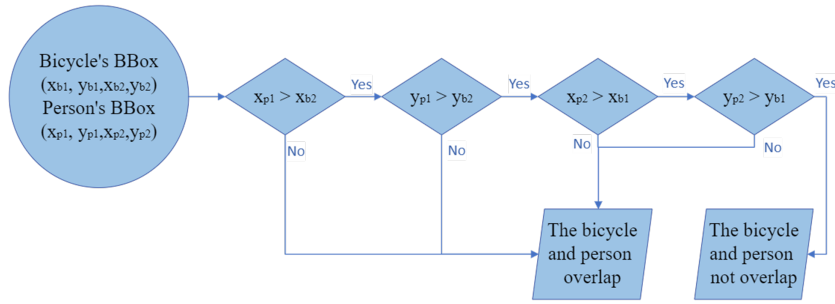 Bicycle's BBox
(xb1, yb1,xb2,yb2)
Person's BBox
(xp1, yp1,xp2,yp2)
xp1 > xb2
Yes
yp1 > yb2
Yes
xp2 > xb1
Yes
yp2 > yb1
Yes
No
No
No
No
The bicycle
and person
overlap
The bicycle
and person
not overlap